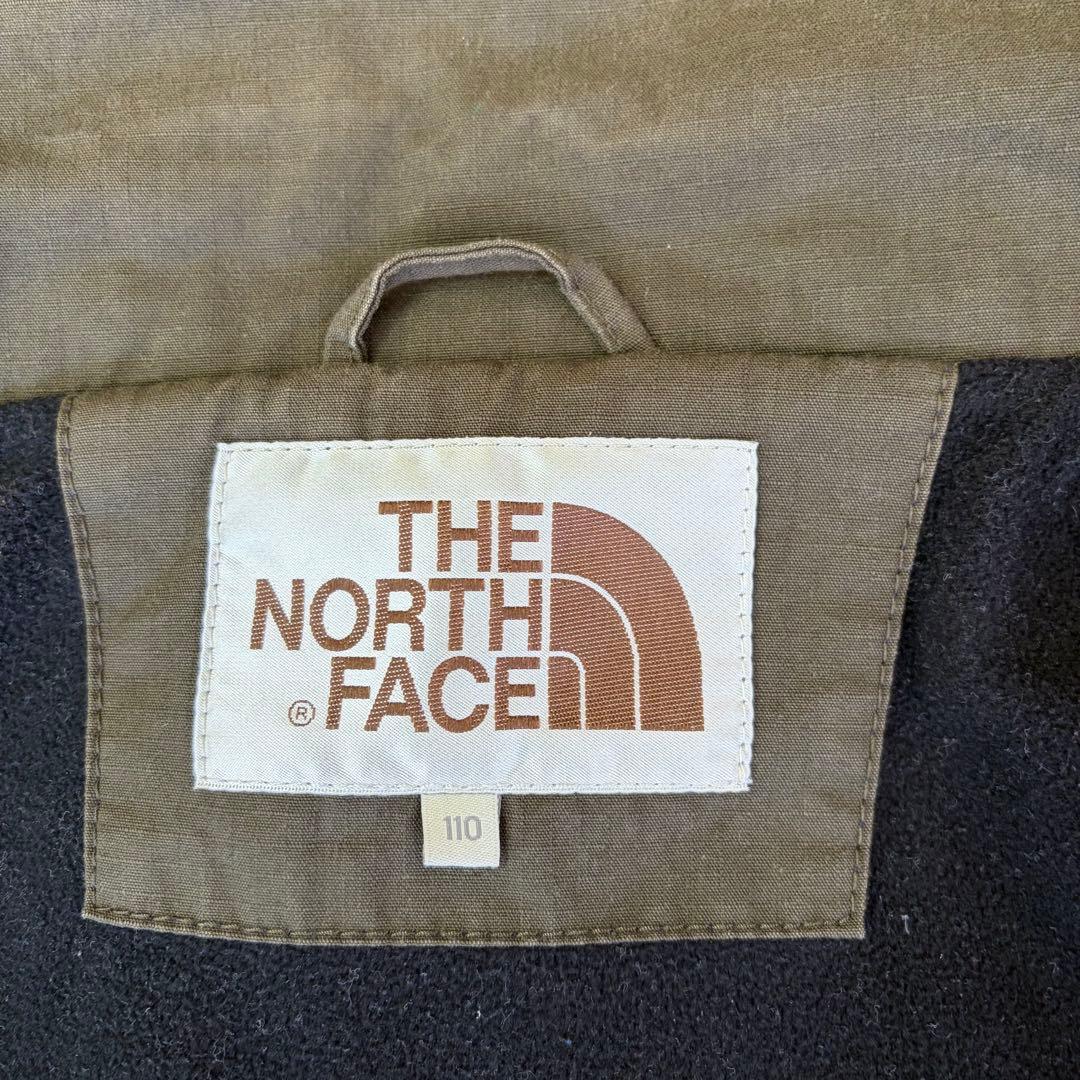 THE
NORTH
® FACE
110